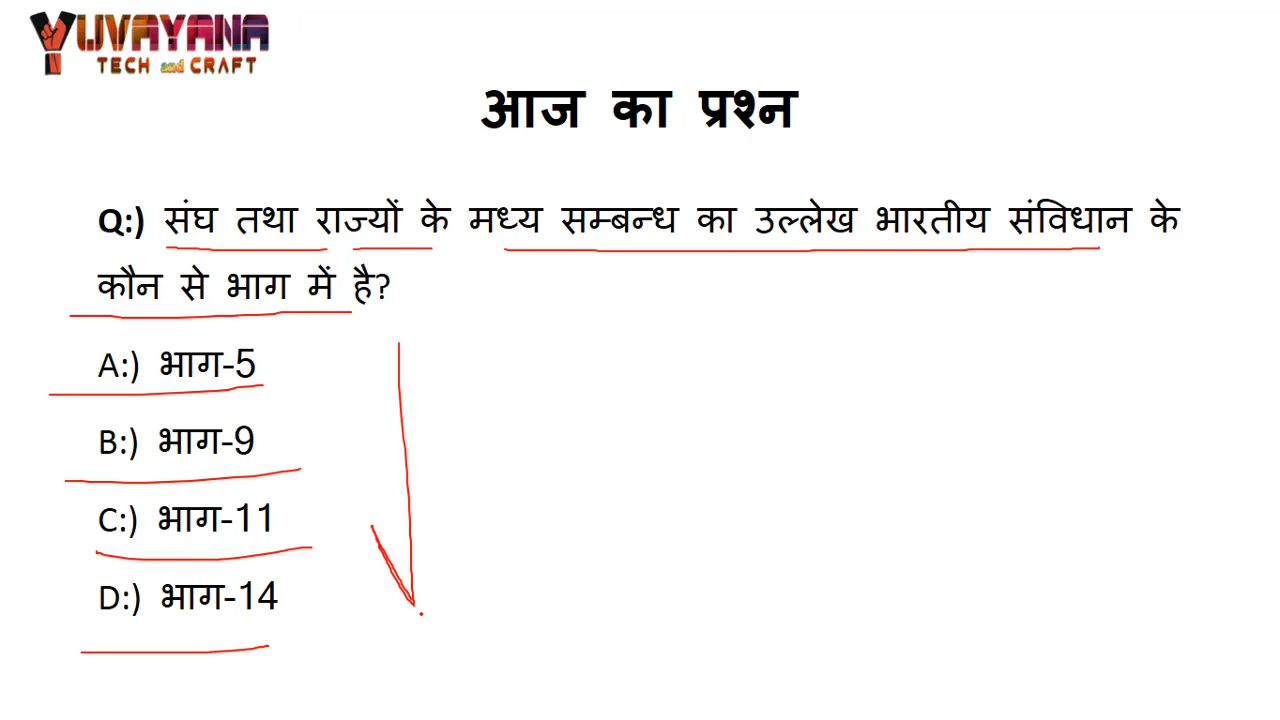 YUVAYANA
TECH and CRAFT
आज का प्रश्न
Q:) संघ तथा राज्यों के मध्य सम्बन्ध का उल्लेख भारतीय संविधान के
कौन से भाग में है?
A:) भाग-5
B:) भाग-9
C:) भाग-11
D:) भाग-14